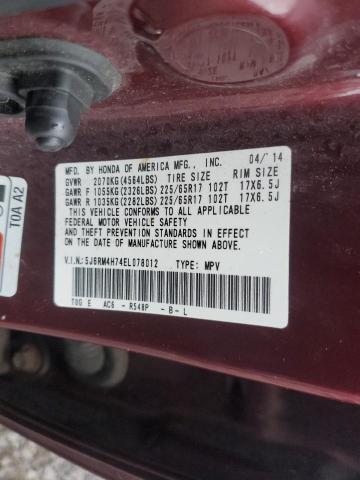 MFD. BY HONDA OF AMERICA MFG., INC. 04/'14
GVWR 2070KG(4564LBS) TIRE SIZE RIM SIZE
GAWR F 1055KG(2326LBS) 225/65R17 102T 17X6.5J
GAWR R 1035KG(2282LBS) 225/65R17 102T 17X6.5J
THIS VEHICLE CONFORMS TO ALL APPLICABLE
FEDERAL MOTOR VEHICLE SAFETY, BUMPER,
AND THEFT PREVENTION STANDARDS IN EFFECT ON
THE DATE OF MANUFACTURE SHOWN ABOVE.
V.I.N.:5J6RM4H74EL078012 TYPE: MPV
T0G E AC6 - R548P - B - L
T0A A2